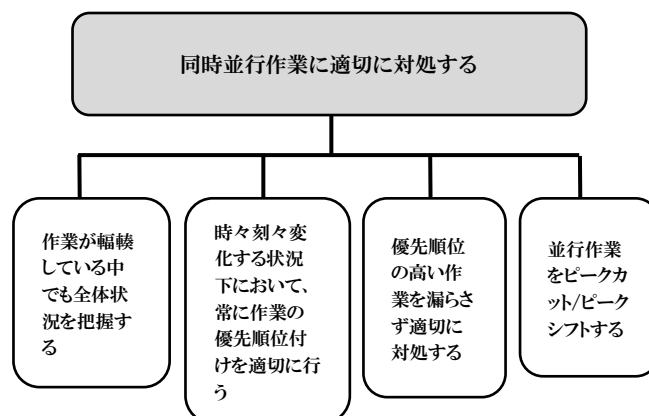 同時並行作業に適切に対処する
作業が輻輳
している中
でも全体状
況を把握す
る
時々刻々変
化する状況
下において、
常に作業の
優先順位付
けを適切に行
う
優先順位
の高い作
業を漏らさ
ず適切に
対処する
並行作業
をピークカ
ット/ピーク
シフトする